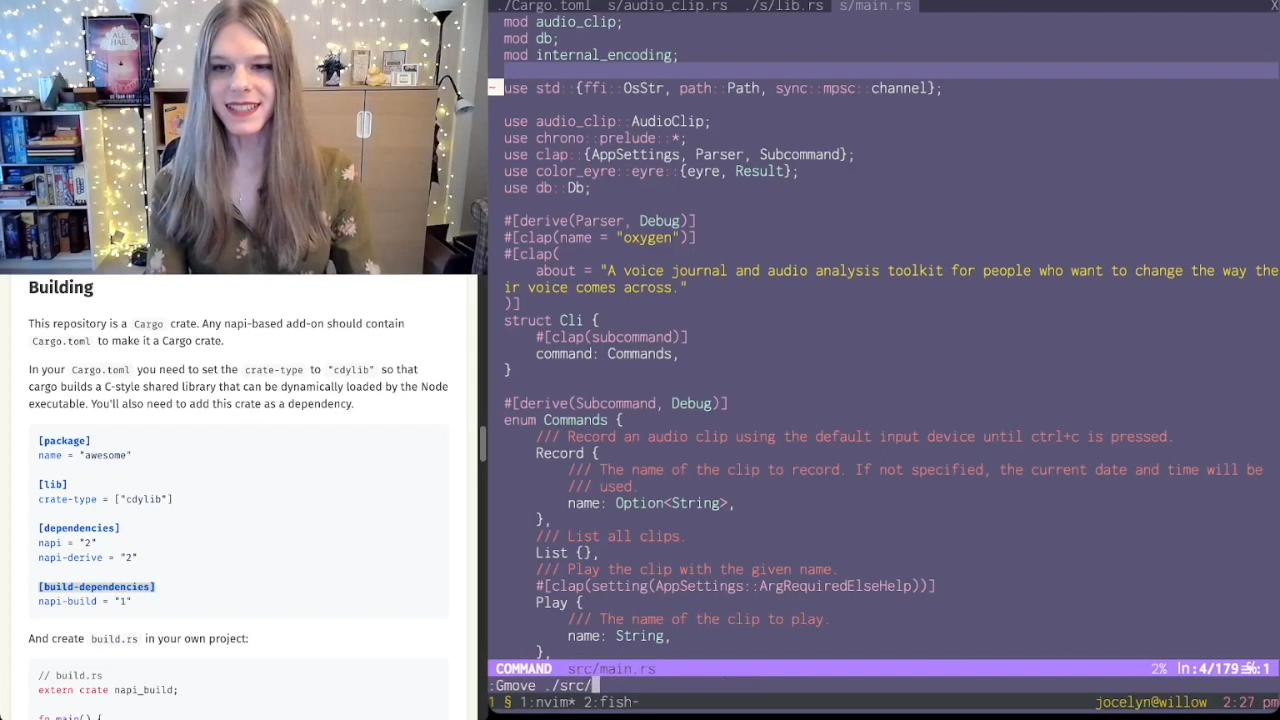 ALL
HAIL
Building
This repository is a Cargo crate. Any napi-based add-on should contain
Cargo.toml to make it a Cargo crate.
In your Cargo.toml you need to set the crate-type to "cdylib" so that
cargo builds a C-style shared library that can be dynamically loaded by the Node
executable. You'll also need to add this crate as a dependency.
[package]
name = "awesome"
[lib]
crate-type = ["cdylib"]
[dependencies]
napi = "2"
napi-derive = "2"
[build-dependencies]
napi-build = "1"
And create build.rs in your own project:
// build.rs
extern crate napi_build;
fn main() {
./Cargo.toml s/audio_clip.rs ./s/lib.rs s/main.rs X
mod audio_clip;
mod db;
mod internal_encoding;
~ use std::{ffi::OsStr, path::Path, sync::mpsc::channel};
use audio_clip::AudioClip;
use chrono::prelude::*;
use clap::{AppSettings, Parser, Subcommand};
use color_eyre::eyre::{eyre, Result};
use db::Db;
#[derive(Parser, Debug)]
#[clap(name = "oxygen")]
#[clap(
about = "A voice journal and audio analysis toolkit for people who want to change the way the
ir voice comes across."
)]
struct Cli {
#[clap(subcommand)]
command: Commands,
}
#[derive(Subcommand, Debug)]
enum Commands {
/// Record an audio clip using the default input device until ctrl+c is pressed.
Record {
/// The name of the clip to record. If not specified, the current date and time will be
/// used.
name: Option<String>,
},
/// List all clips.
List {},
/// Play the clip with the given name.
#[clap(setting(AppSettings::ArgRequiredElseHelp))]
Play {
/// The name of the clip to play.
name: String,
},
COMMAND src/main.rs 2% ln:4/179≡%:1
:Gmove ./src/
1 § 1:nvim* 2:fish- jocelyn@willow 2:27 pm